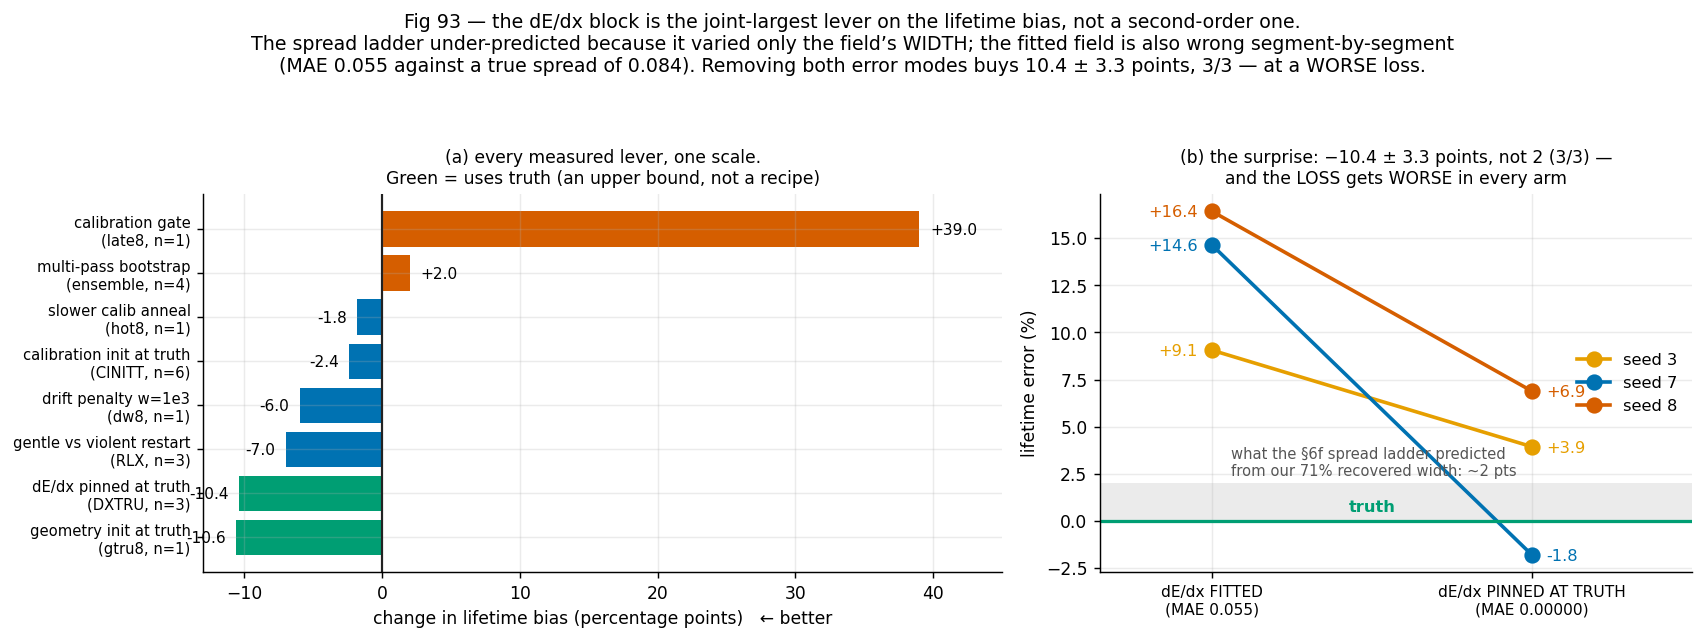 Fig 93 — the dE/dx block is the joint-largest lever on the lifetime bias, not a second-order one.
The spread ladder under-predicted because it varied only the field’s WIDTH; the fitted field is also wrong segment-by-segment
(MAE 0.055 against a true spread of 0.084). Removing both error modes buys 10.4 ± 3.3 points, 3/3 — at a WORSE loss.
(a) every measured lever, one scale.
Green = uses truth (an upper bound, not a recipe)
calibration gate
(late8, n=1)
+39.0
multi-pass bootstrap
(ensemble, n=4)
+2.0
slower calib anneal
(hot8, n=1)
-1.8
calibration init at truth
(CINITT, n=6)
-2.4
drift penalty w=1e3
(dw8, n=1)
-6.0
gentle vs violent restart
(RLX, n=3)
-7.0
dE/dx pinned at truth
(DXTRU, n=3)
-10.4
geometry init at truth
(gtru8, n=1)
-10.6
−10 0 10 20 30 40
change in lifetime bias (percentage points) ← better
(b) the surprise: −10.4 ± 3.3 points, not 2 (3/3) —
and the LOSS gets WORSE in every arm
lifetime error (%)
15.0
12.5
10.0
7.5
5.0
2.5
0.0
−2.5
+16.4
+14.6
+9.1
+6.9
+3.9
-1.8
seed 3
seed 7
seed 8
what the §6f spread ladder predicted
from our 71% recovered width: ~2 pts
truth
dE/dx FITTED
(MAE 0.055)
dE/dx PINNED AT TRUTH
(MAE 0.00000)